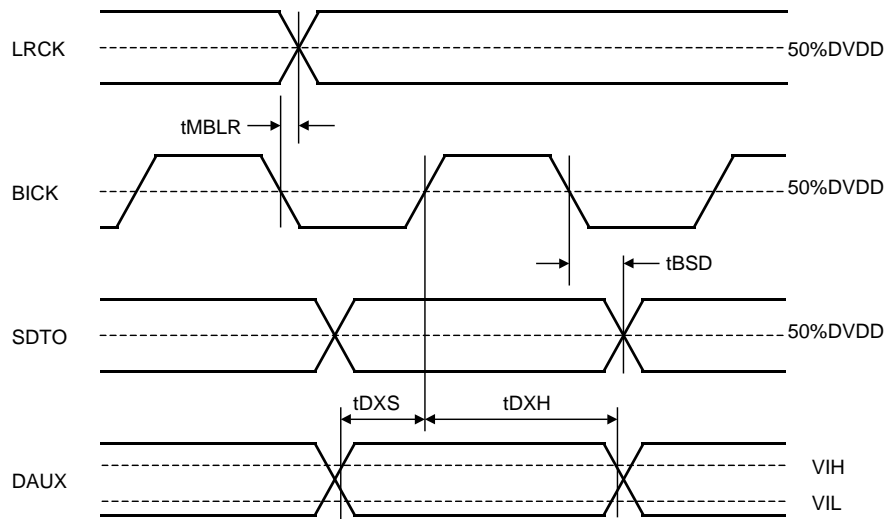 LRCK
50%DVDD
tMBLR
BICK
50%DVDD
tBSD
SDTO
50%DVDD
tDXS
tDXH
DAUX
VIH
VIL